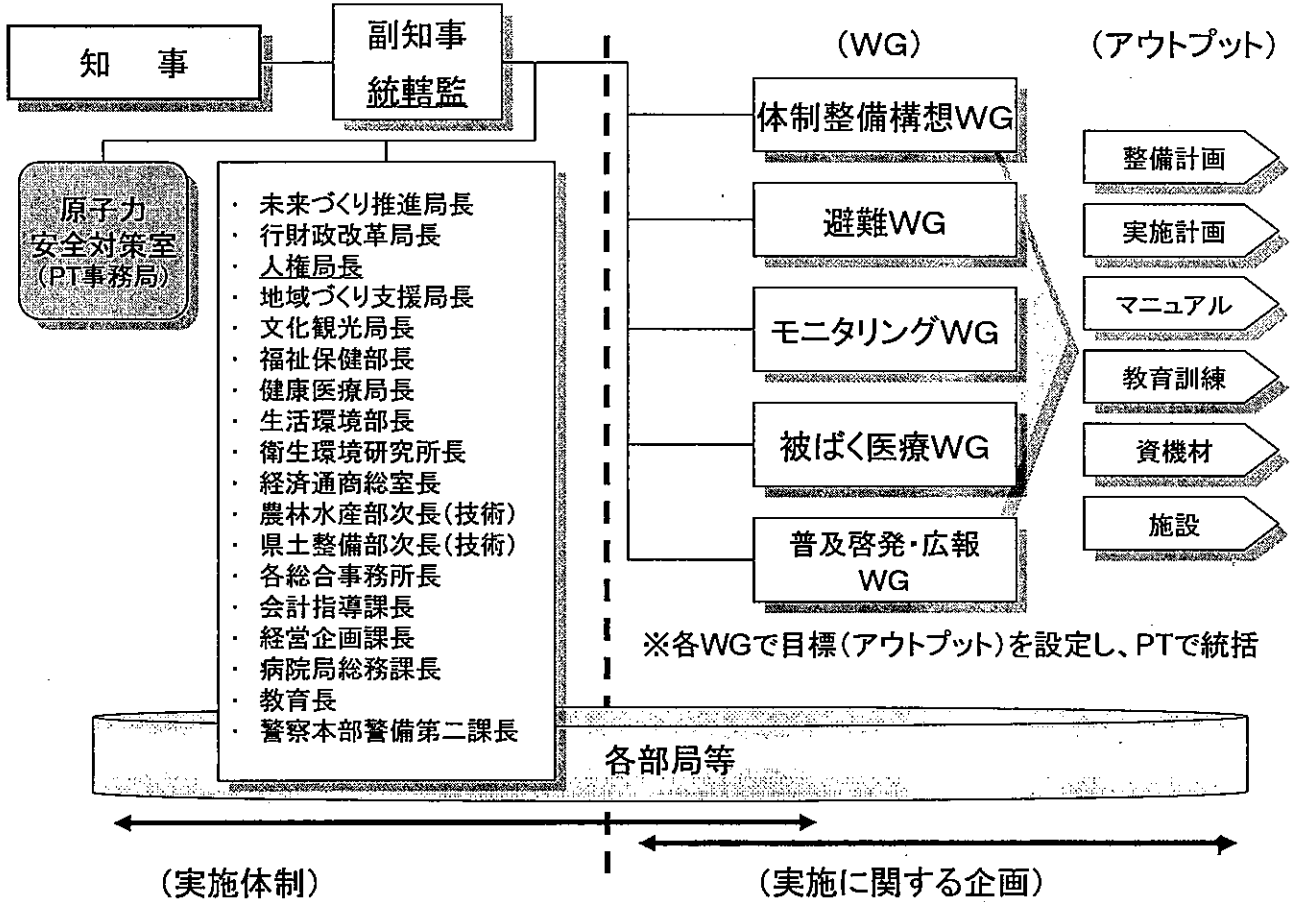 知　事
副知事
統轄監
原子力
安全対策室
(PT事務局)
・ 未来づくり推進局長
・ 行財政改革局長
・ 人権局長
・ 地域づくり支援局長
・ 文化観光局長
・ 福祉保健部長
・ 健康医療局長
・ 生活環境部長
・ 衛生環境研究所長
・ 経済通商総室長
・ 農林水産部次長(技術)
・ 県土整備部次長(技術)
・ 各総合事務所長
・ 会計指導課長
・ 経営企画課長
・ 病院局総務課長
・ 教育長
・ 警察本部警備第二課長
(WG)
体制整備構想WG
避難WG
モニタリングWG
被ばく医療WG
普及啓発・広報
WG
(アウトプット)
整備計画
実施計画
マニュアル
教育訓練
資機材
施設
※各WGで目標(アウトプット)を設定し、PTで統括
各部局等
(実施体制)
(実施に関する企画)